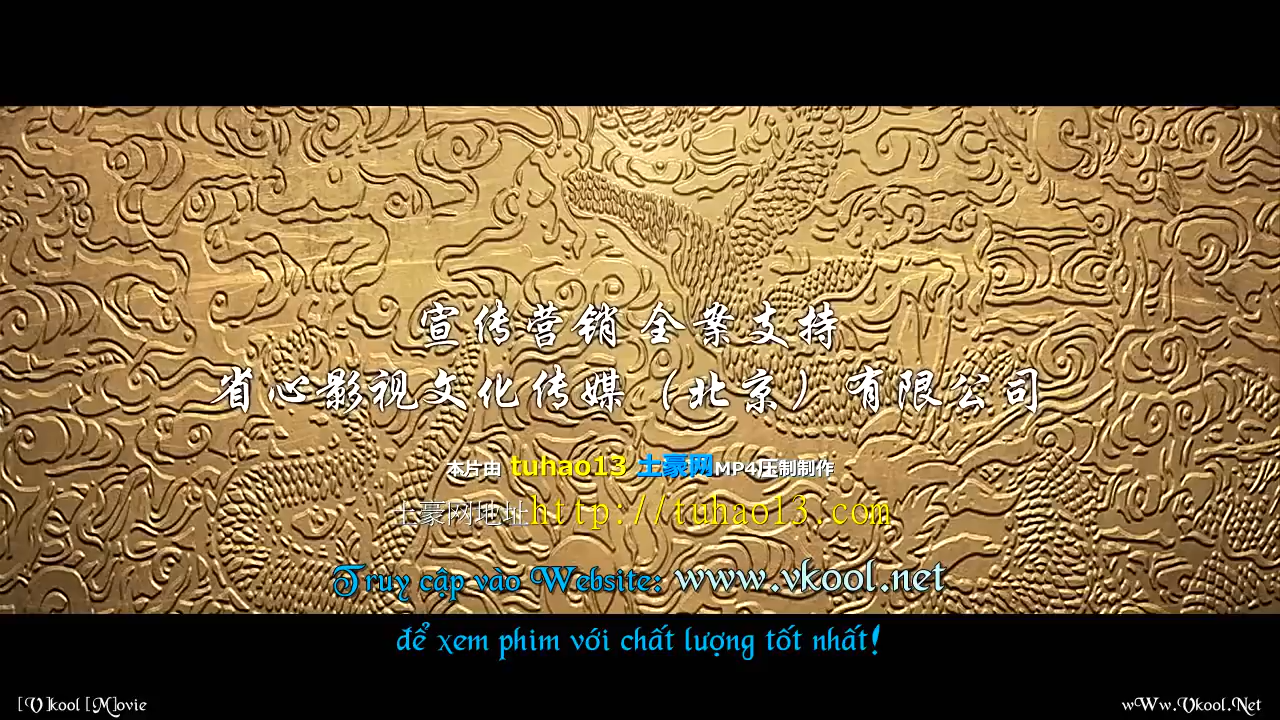 宣传营销 全案支持
省心影视文化传媒（北京）有限公司
本片由 tuhao13 土豪网MP4压制制作
土豪网地址http://tuhao13.com
Truy cập vào Website: www.vkool.net
để xem phim với chất lượng tốt nhất!
[V]kool [M]ovie
wWw.Vkool.Net